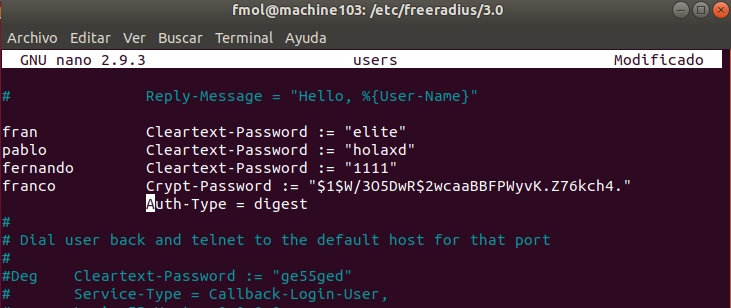 fmol@machine103: /etc/freeradius/3.0
Archivo Editar Ver Buscar Terminal Ayuda
GNU nano 2.9.3 users Modificado
# Reply-Message = "Hello, %{User-Name}"
fran Cleartext-Password := "elite"
pablo Cleartext-Password := "holaxd"
fernando Cleartext-Password := "1111"
franco Crypt-Password := "$1$W/3O5DwR$2wcaaBBFPWyvK.Z76kch4."
Auth-Type = digest
#
# Dial user back and telnet to the default host for that port
#
#Deg Cleartext-Password := "ge55ged"
# Service-Type = Callback-Login-User,